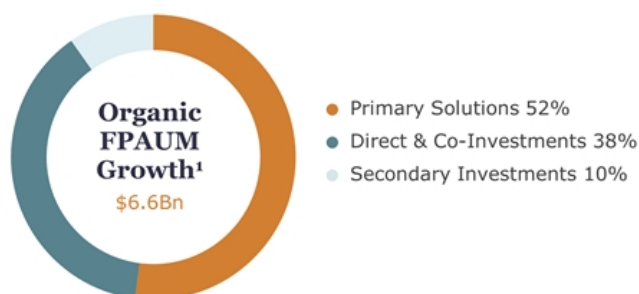 Organic
FPAUM
Growth¹
$6.6Bn
Primary Solutions 52%
Direct & Co-Investments 38%
Secondary Investments 10%